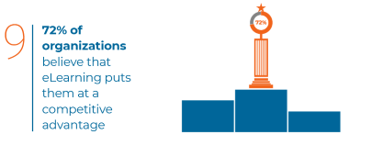 9
72% of
organizations
believe that
eLearning puts
them at a
competitive
advantage
72%